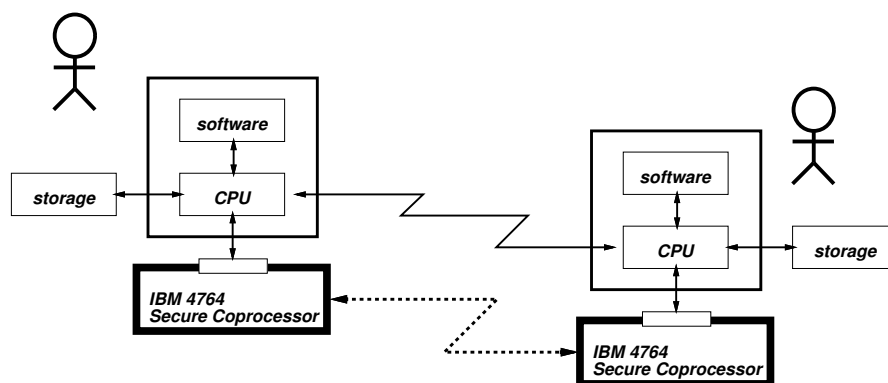 software
CPU
storage
IBM 4764
Secure Coprocessor
software
CPU
storage
IBM 4764
Secure Coprocessor